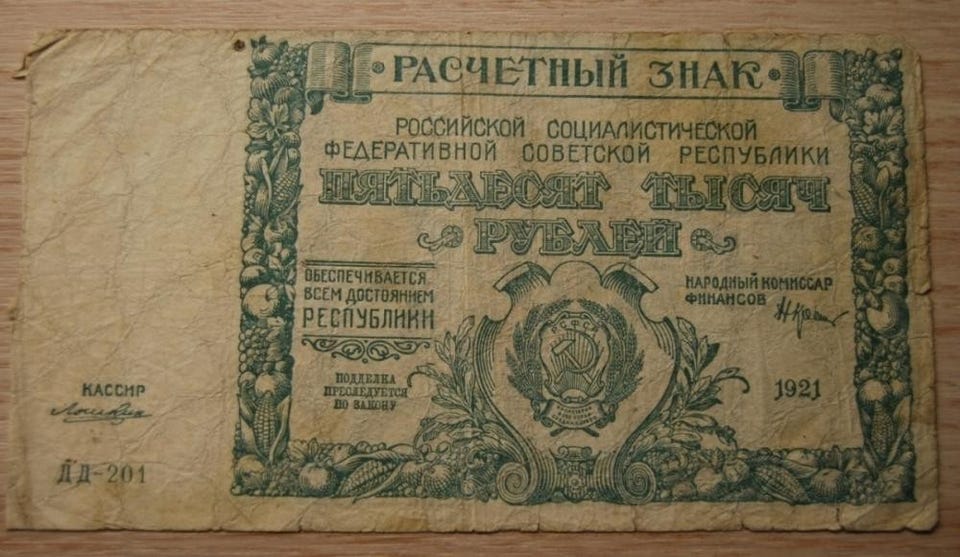 РАСЧЕТНЫЙ ЗНАК
РОССИЙСКОЙ СОЦИАЛИСТИЧЕСКОЙ
ФЕДЕРАТИВНОЙ СОВЕТСКОЙ РЕСПУБЛИКИ
ПЯТЬДЕСЯТ ТЫСЯЧ
РУБЛЕЙ
ОБЕСПЕЧИВАЕТСЯ
ВСЕМ ДОСТОЯНИЕМ
РЕСПУБЛИКИ
НАРОДНЫЙ КОМИССАР
ФИНАНСОВ
РСФСР
ПОДДЕЛКА
ПРЕСЛЕДУЕТСЯ
ПО ЗАКОНУ
1921
КАССИР
ДД-201